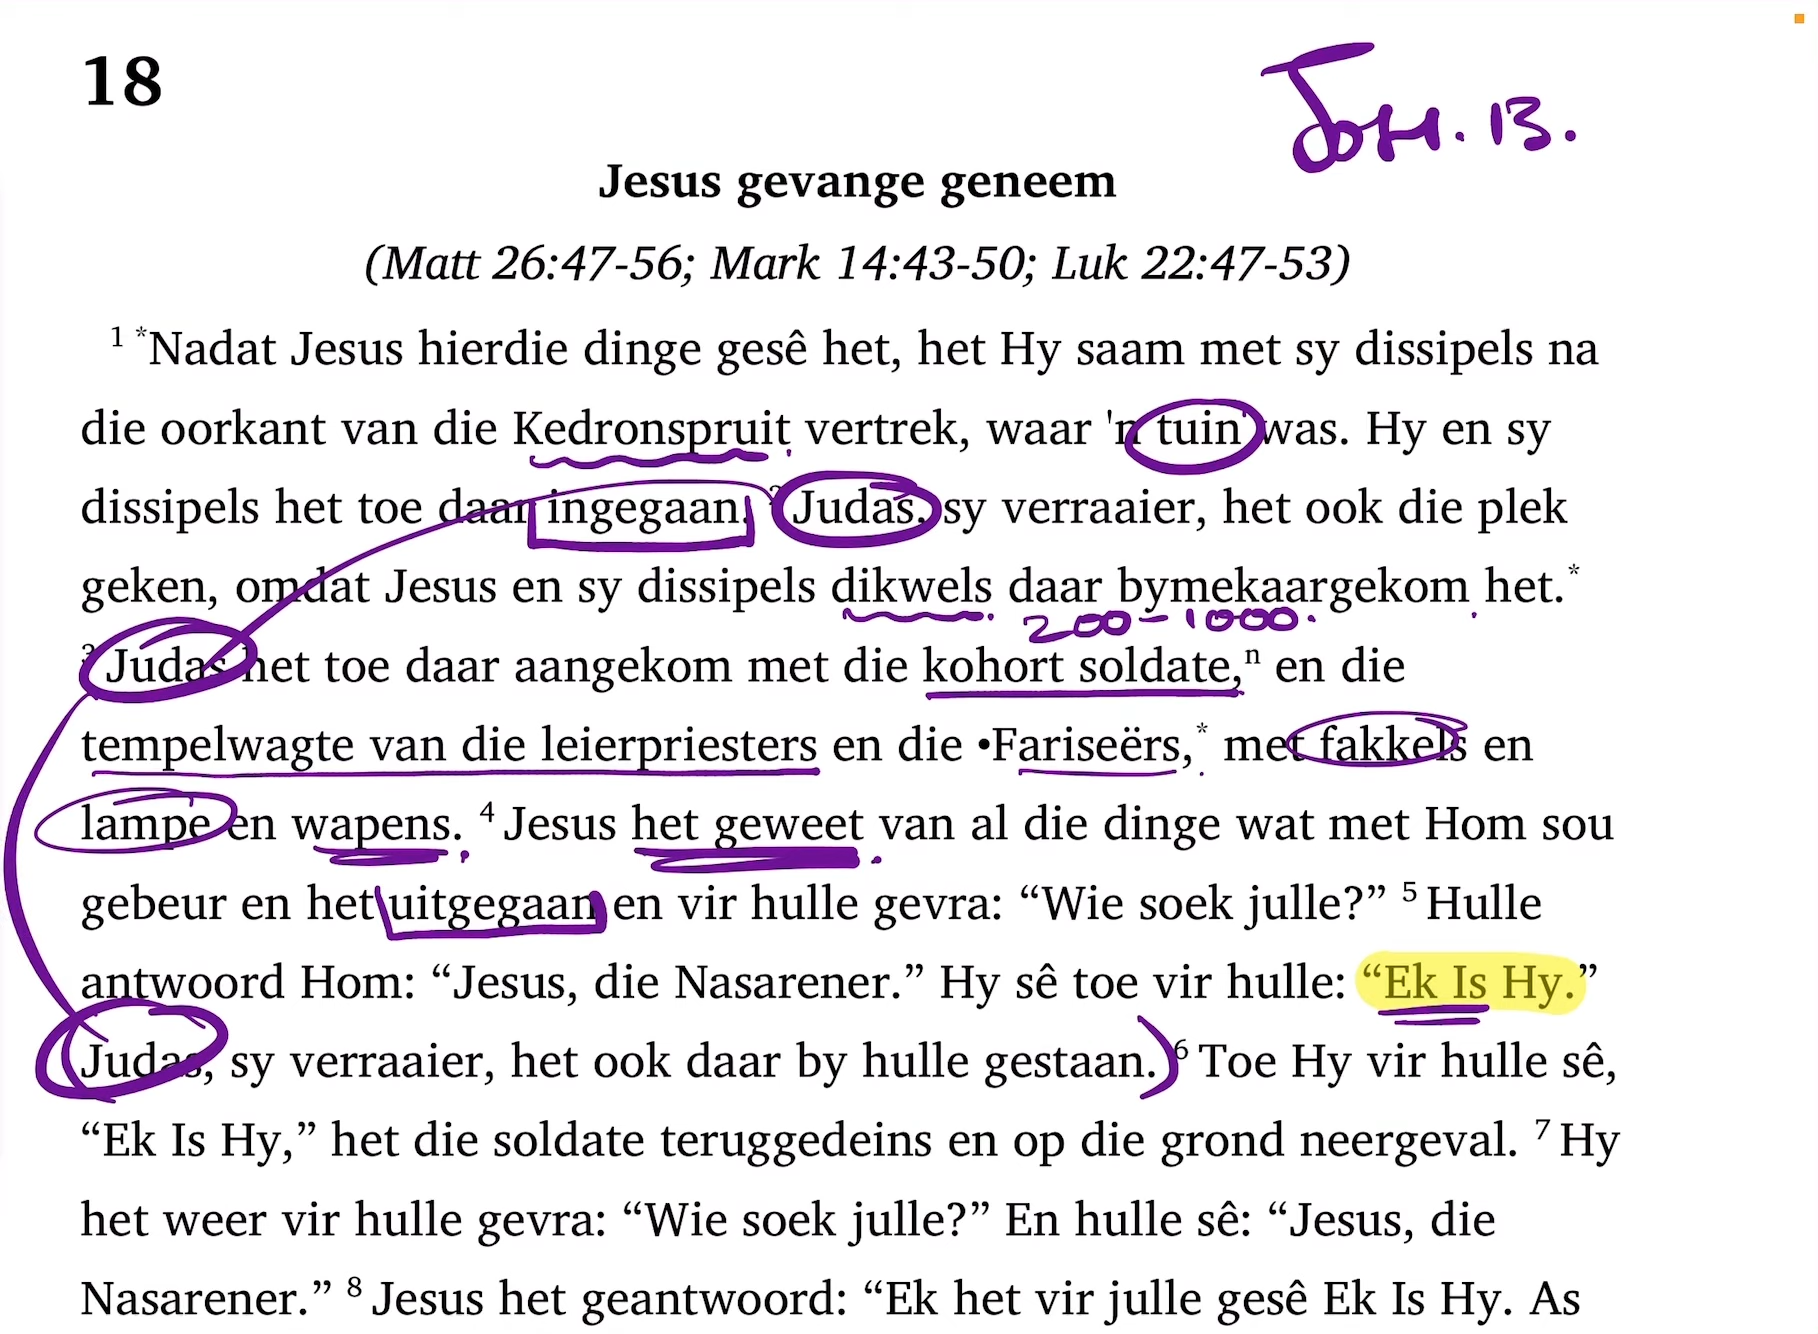 18
Joh. 13.
Jesus gevange geneem
(Matt 26:47-56; Mark 14:43-50; Luk 22:47-53)
1 *Nadat Jesus hierdie dinge gesê het, het Hy saam met sy dissipels na
die oorkant van die Kedronspruit vertrek, waar 'n tuin was. Hy en sy
dissipels het toe daar ingegaan. 2 Judas, sy verraaier, het ook die plek
geken, omdat Jesus en sy dissipels dikwels daar bymekaargekom het.*
200-1000.
3 Judas het toe daar aangekom met die kohort soldate,n en die
tempelwagte van die leierpriesters en die •Fariseërs,* met fakkels en
lampe en wapens. 4 Jesus het geweet van al die dinge wat met Hom sou
gebeur en het uitgegaan en vir hulle gevra: “Wie soek julle?” 5 Hulle
antwoord Hom: “Jesus, die Nasarener.” Hy sê toe vir hulle: “Ek Is Hy.”
Judas, sy verraaier, het ook daar by hulle gestaan. 6 Toe Hy vir hulle sê,
“Ek Is Hy,” het die soldate teruggedeins en op die grond neergeval. 7 Hy
het weer vir hulle gevra: “Wie soek julle?” En hulle sê: “Jesus, die
Nasarener.” 8 Jesus het geantwoord: “Ek het vir julle gesê Ek Is Hy. As